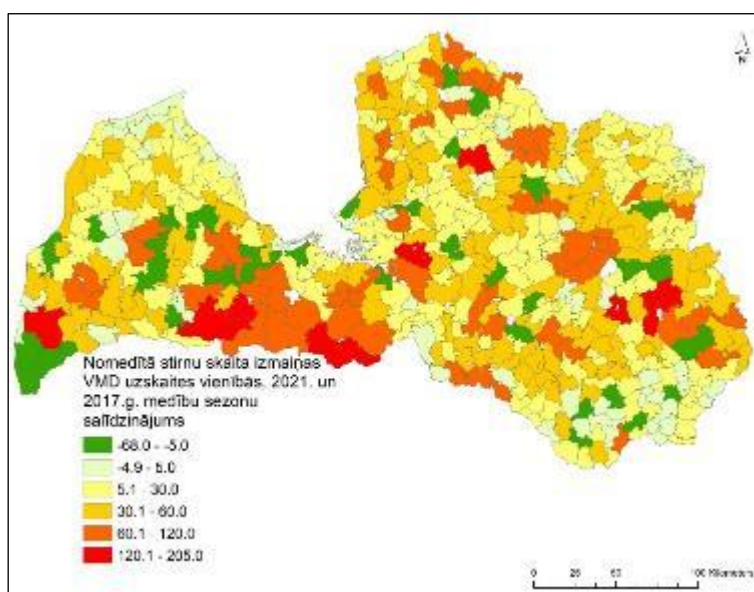 N
Nomedītā stirnu skaita izmaiņas
VMD uzskaites vienībās, 2021. un
2017.g. medību sezonu
salīdzinājums
-68.0 - -5.0
-4.9 - 5.0
5.1 - 30.0
30.1 - 60.0
60.1 - 120.0
120.1 - 205.0
0 25 50 100 Kilometers